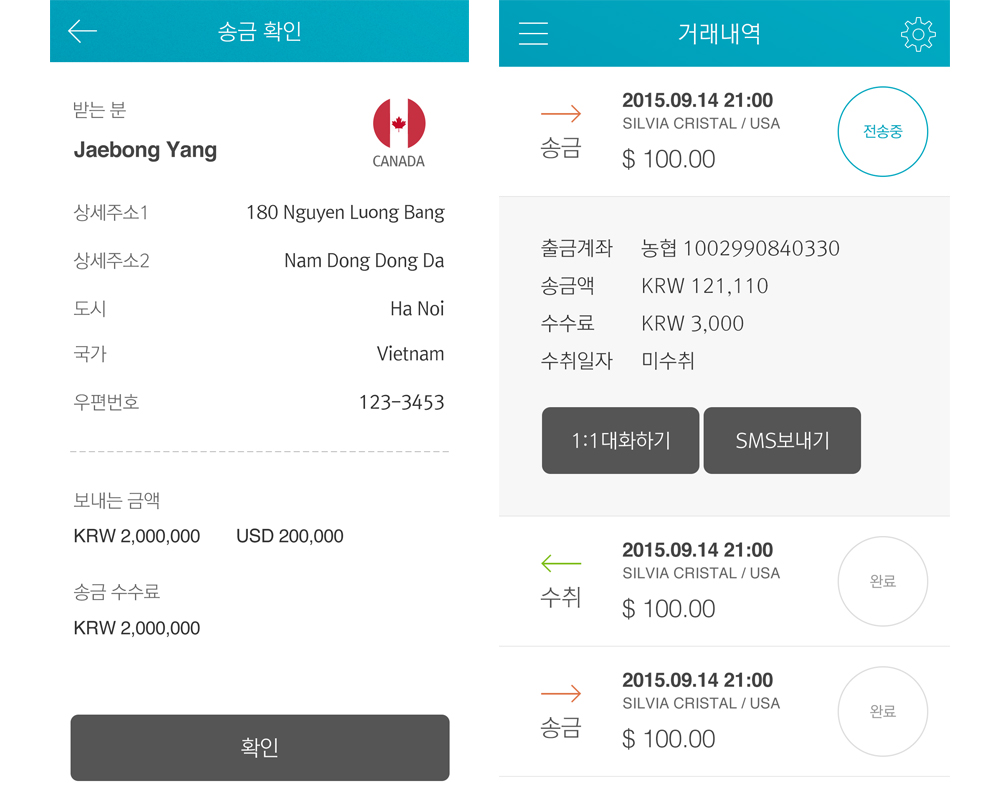 송금 확인
받는 분
Jaebong Yang
CANADA
상세주소1 180 Nguyen Luong Bang
상세주소2 Nam Dong Dong Da
도시 Ha Noi
국가 Vietnam
우편번호 123-3453
보내는 금액
KRW 2,000,000 USD 200,000
송금 수수료
KRW 2,000,000
확인
거래내역
송금
2015.09.14 21:00
SILVIA CRISTAL / USA
$ 100.00
전송중
출금계좌 농협 1002990840330
송금액 KRW 121,110
수수료 KRW 3,000
수취일자 미수취
1:1대화하기 SMS보내기
수취
2015.09.14 21:00
SILVIA CRISTAL / USA
$ 100.00
완료
송금
2015.09.14 21:00
SILVIA CRISTAL / USA
$ 100.00
완료